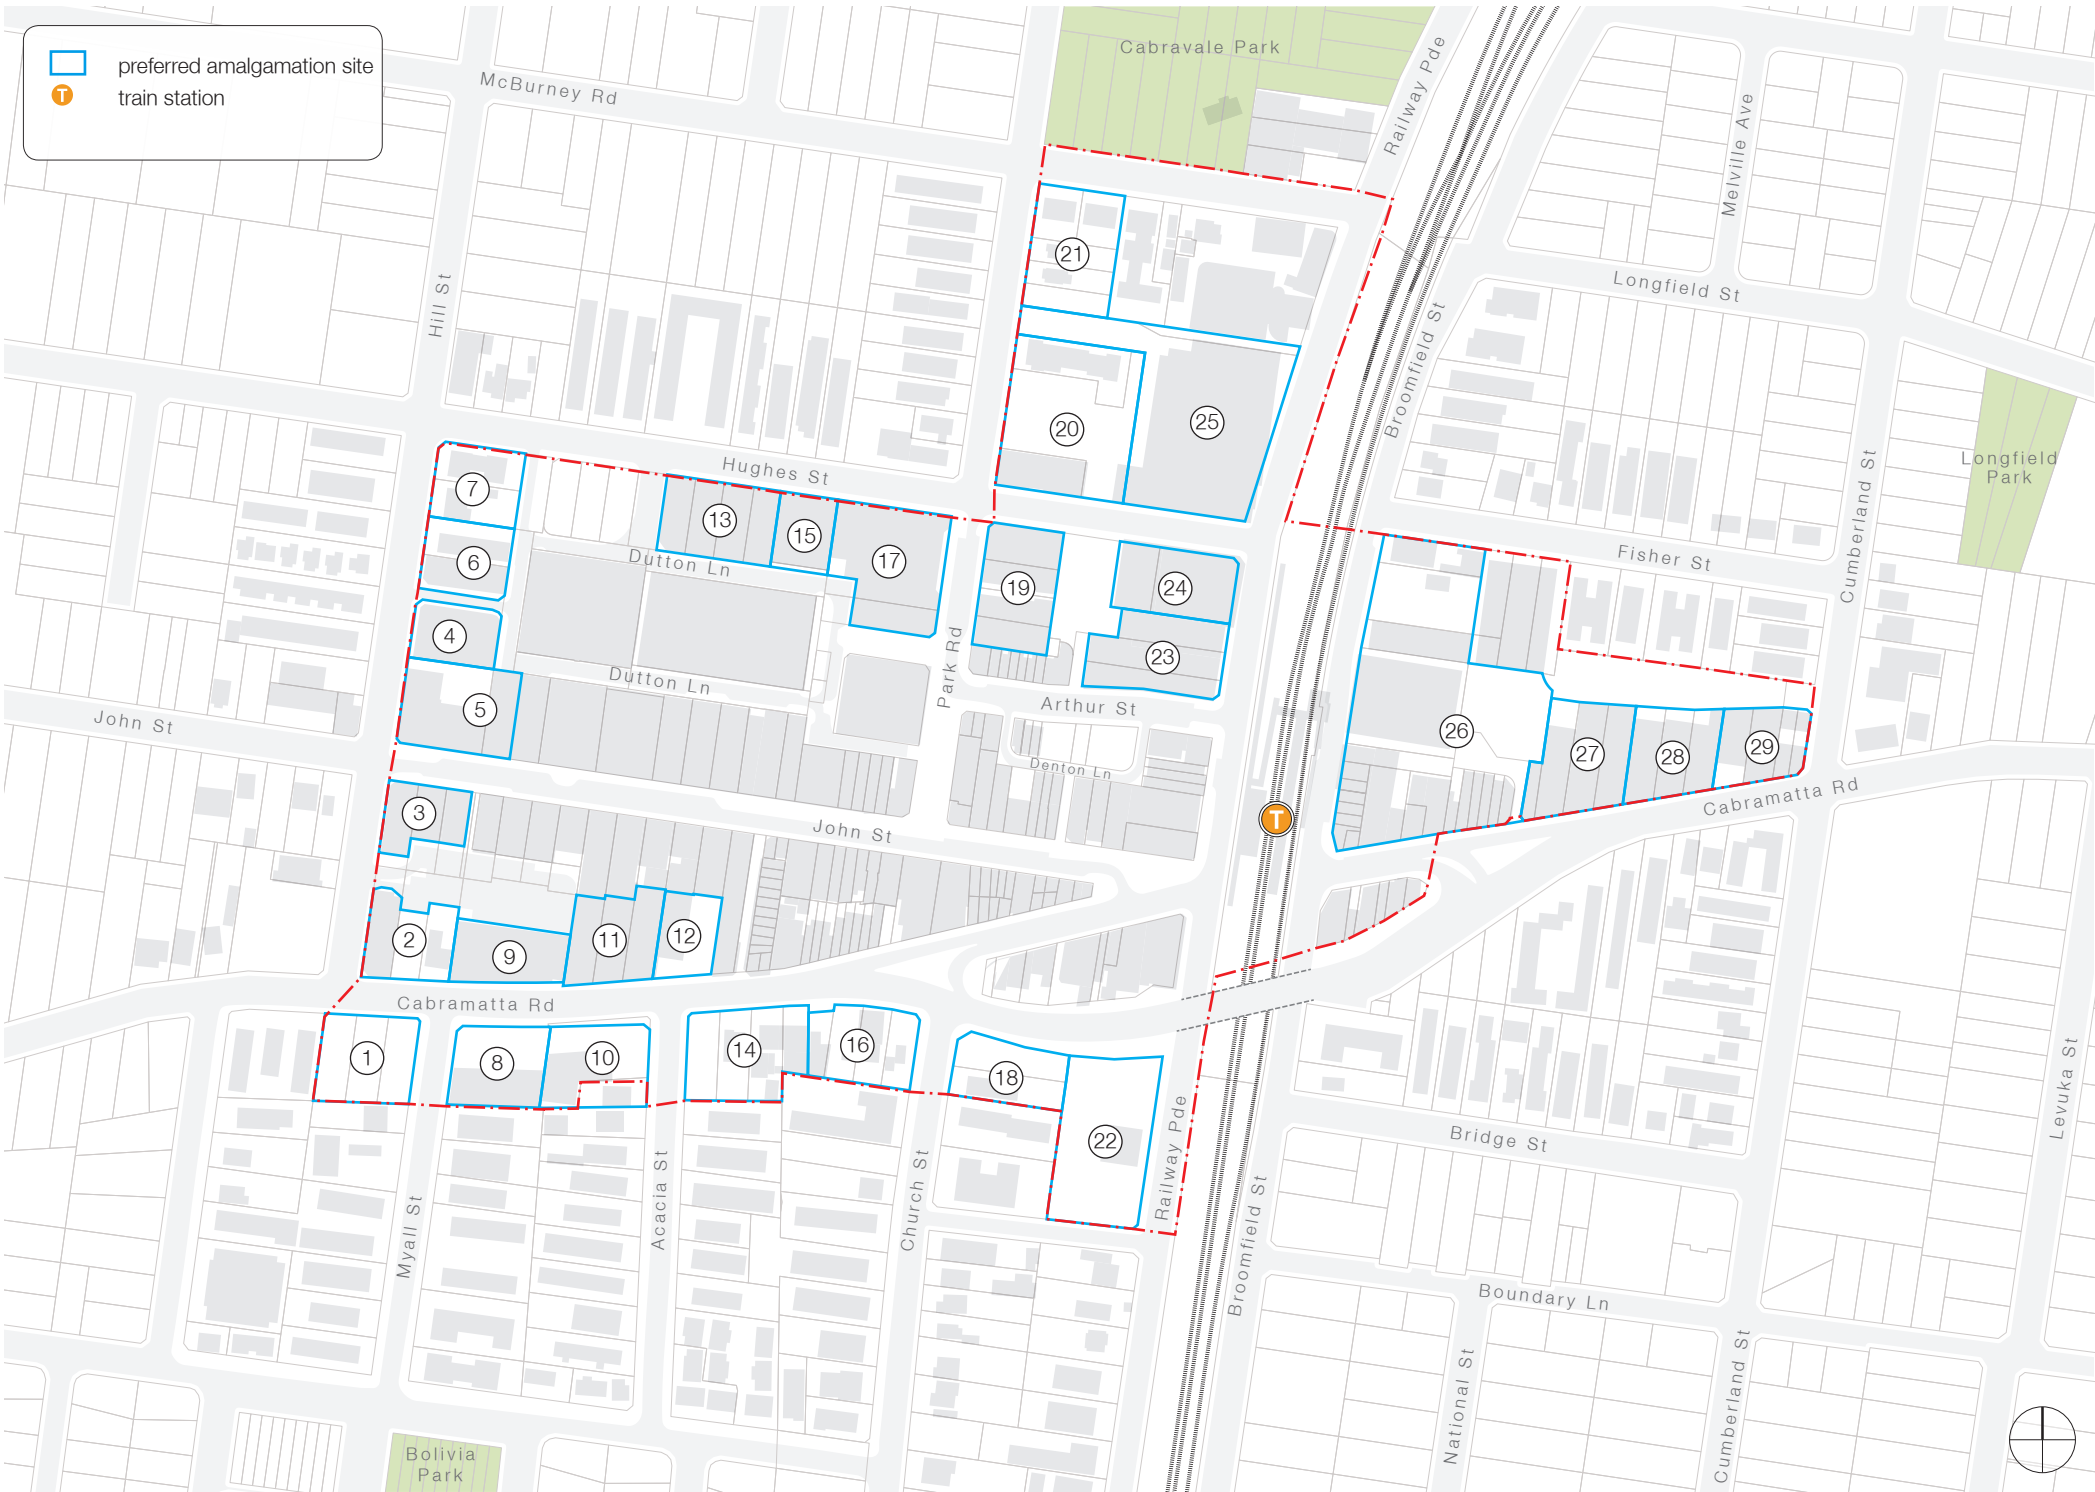 preferred amalgamation site
T
train station
Cabravale Park
McBurney Rd
Railway Pde
Melville Ave
Hill St
21
Longfield St
Broomfield St
20
25
Hughes St
Longfield
Park
7
13
15
17
6
Dutton Ln
19
24
Fisher St
Cumberland St
4
23
Park Rd
5
Dutton Ln
Arthur St
John St
26
27
28
29
Denton Ln
3
John St
T
Cabramatta Rd
2
9
11
12
Cabramatta Rd
1
8
10
14
16
18
22
Bridge St
Levuka St
Railway Pde
Myall St
Acacia St
Church St
Broomfield St
Boundary Ln
National St
Cumberland St
Bolivia
Park